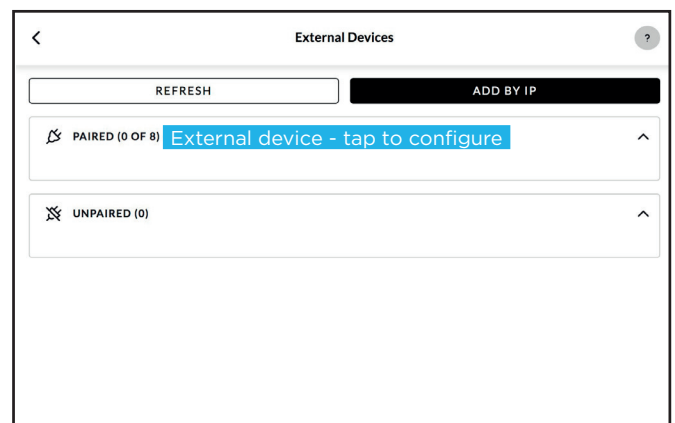 External Devices
?
REFRESH
ADD BY IP
PAIRED (0 OF 8) External device - tap to configure
UNPAIRED (0)